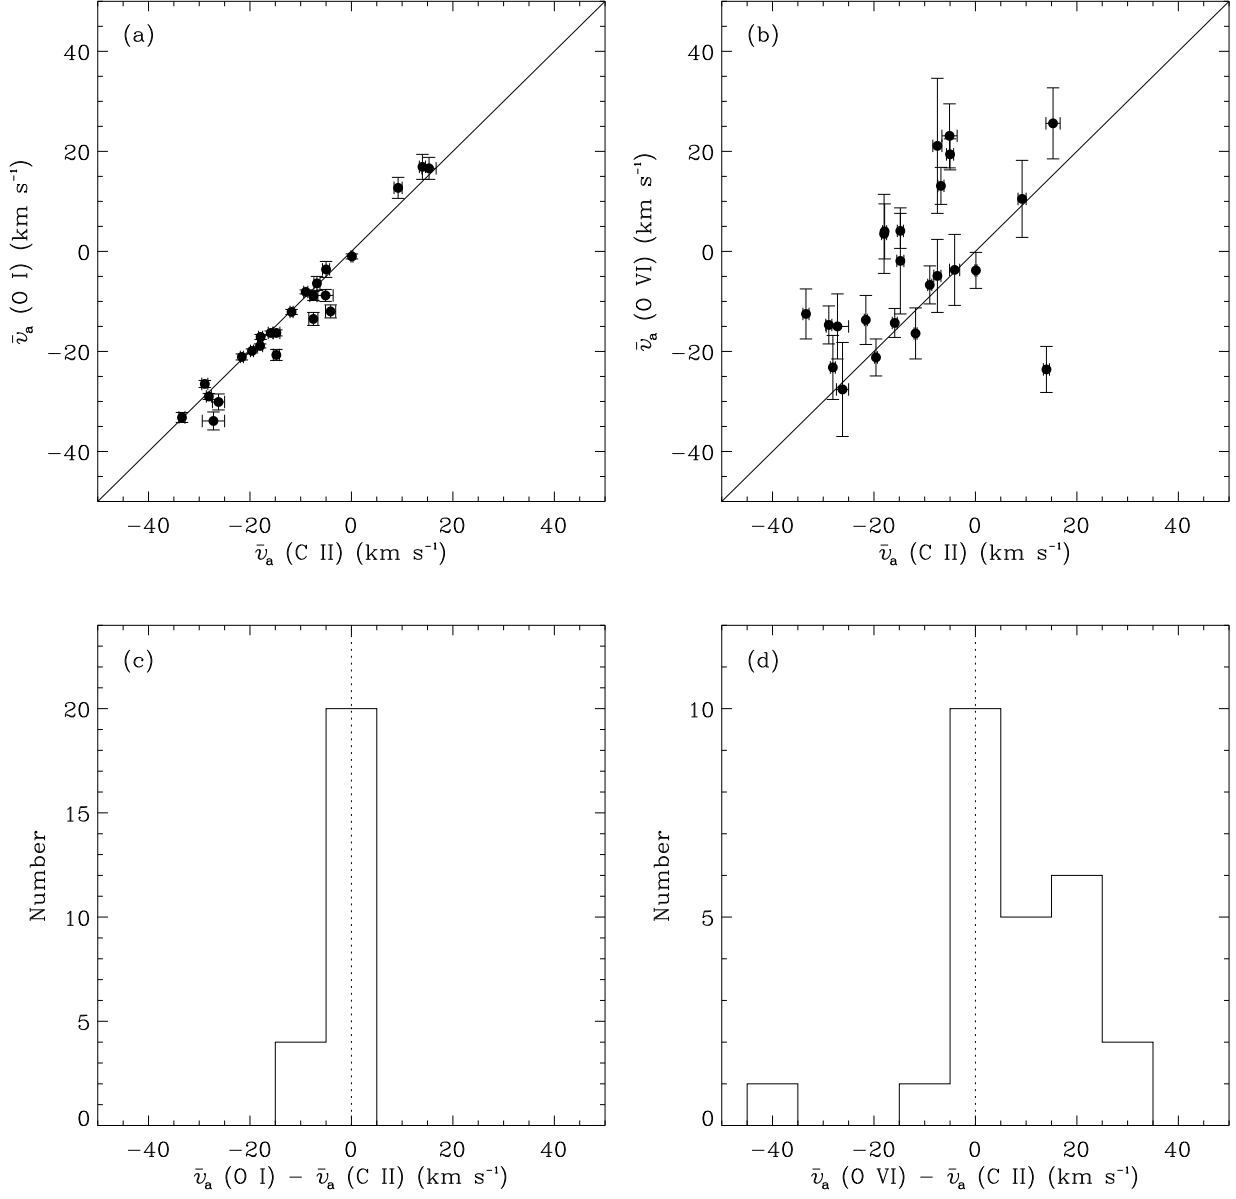 (a)
40
20
0
−20
−40
v̄ₐ (O I) (km s⁻¹)
−40 −20 0 20 40
v̄ₐ (C II) (km s⁻¹)
(b)
40
20
0
−20
−40
v̄ₐ (O VI) (km s⁻¹)
−40 −20 0 20 40
v̄ₐ (C II) (km s⁻¹)
(c)
20
15
10
5
0
Number
−40 −20 0 20 40
v̄ₐ (O I) − v̄ₐ (C II) (km s⁻¹)
(d)
10
5
0
Number
−40 −20 0 20 40
v̄ₐ (O VI) − v̄ₐ (C II) (km s⁻¹)